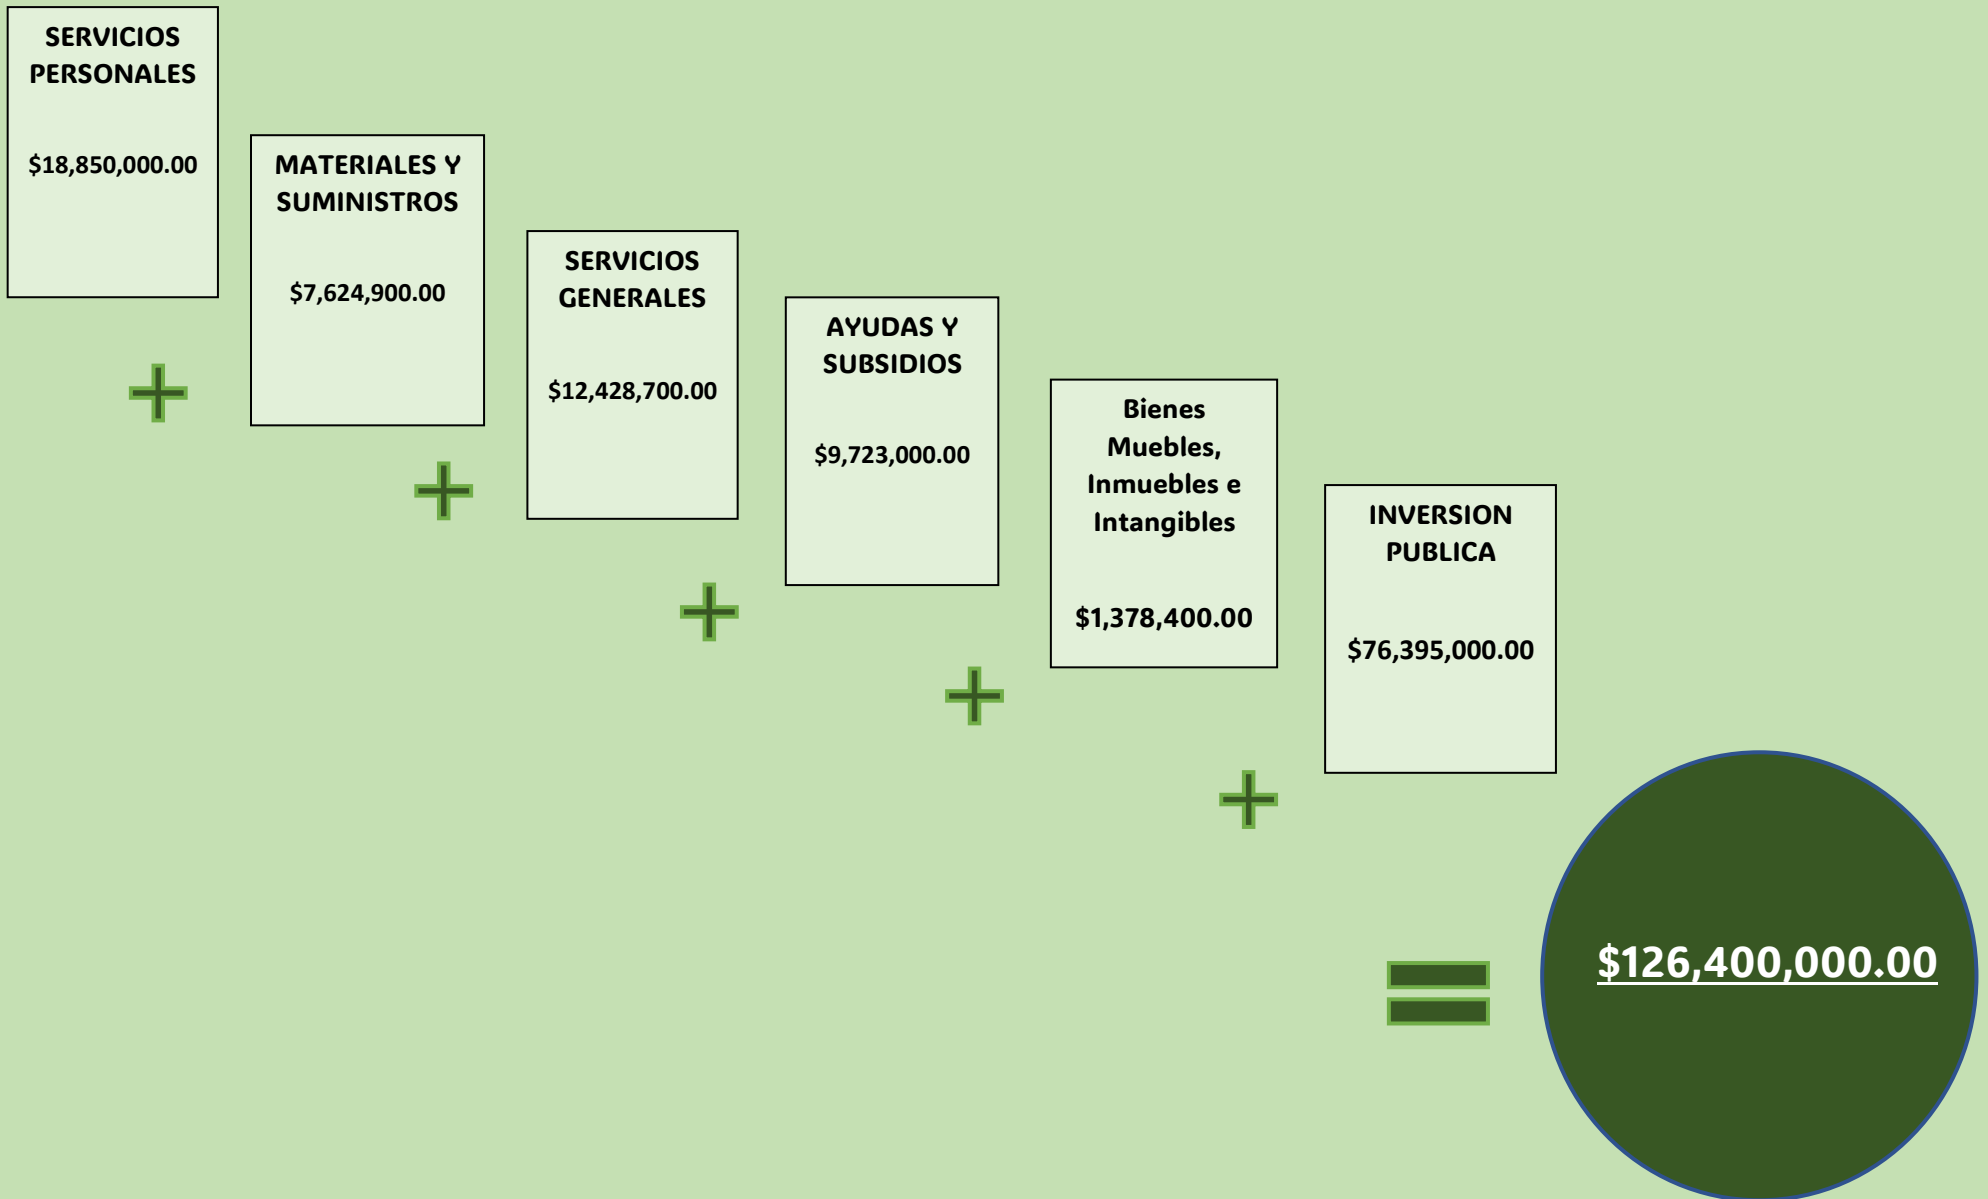 SERVICIOS
PERSONALES
$18,850,000.00
MATERIALES Y
SUMINISTROS
$7,624,900.00
SERVICIOS
GENERALES
$12,428,700.00
AYUDAS Y
SUBSIDIOS
$9,723,000.00
Bienes
Muebles,
Inmuebles e
Intangibles
$1,378,400.00
INVERSION
PUBLICA
$76,395,000.00
$126,400,000.00